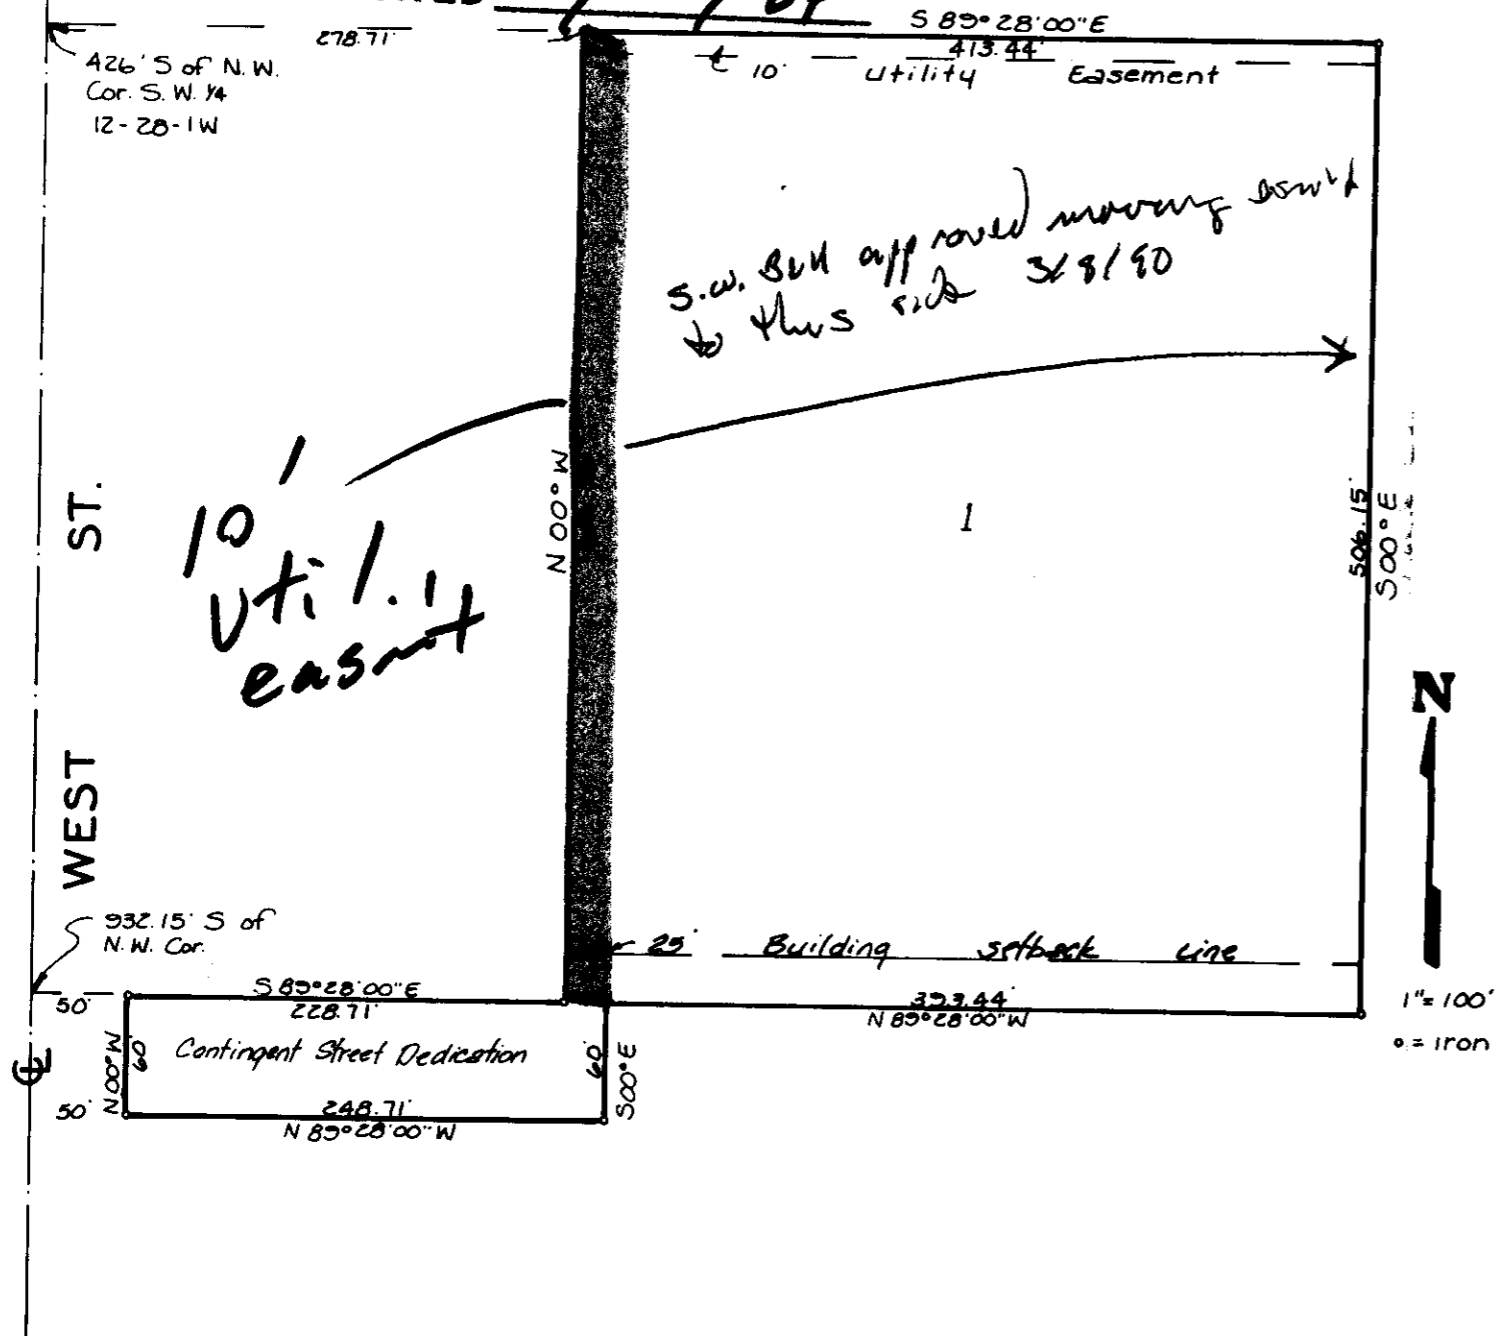 S 89° 28' 00" E
278.71'
413.44'
10' Utility Easement
426' S of N.W.
Cor. S.W. ¼
12-28-1W
S.W. Bell approved moving esm't
to this side 3/8/90
10'
Util.
easmt
N 00° W
1
506.15'
S 00° E
WEST ST.
N
932.15' S of
N.W. Cor.
25' Building setback Line
S 89° 28' 00" E
228.71'
393.44'
N 89° 28' 00" W
1" = 100'
o = Iron
50'
N 00° W
60'
Contingent Street Dedication
60'
S 00° E
50'
248.71'
N 89° 28' 00" W